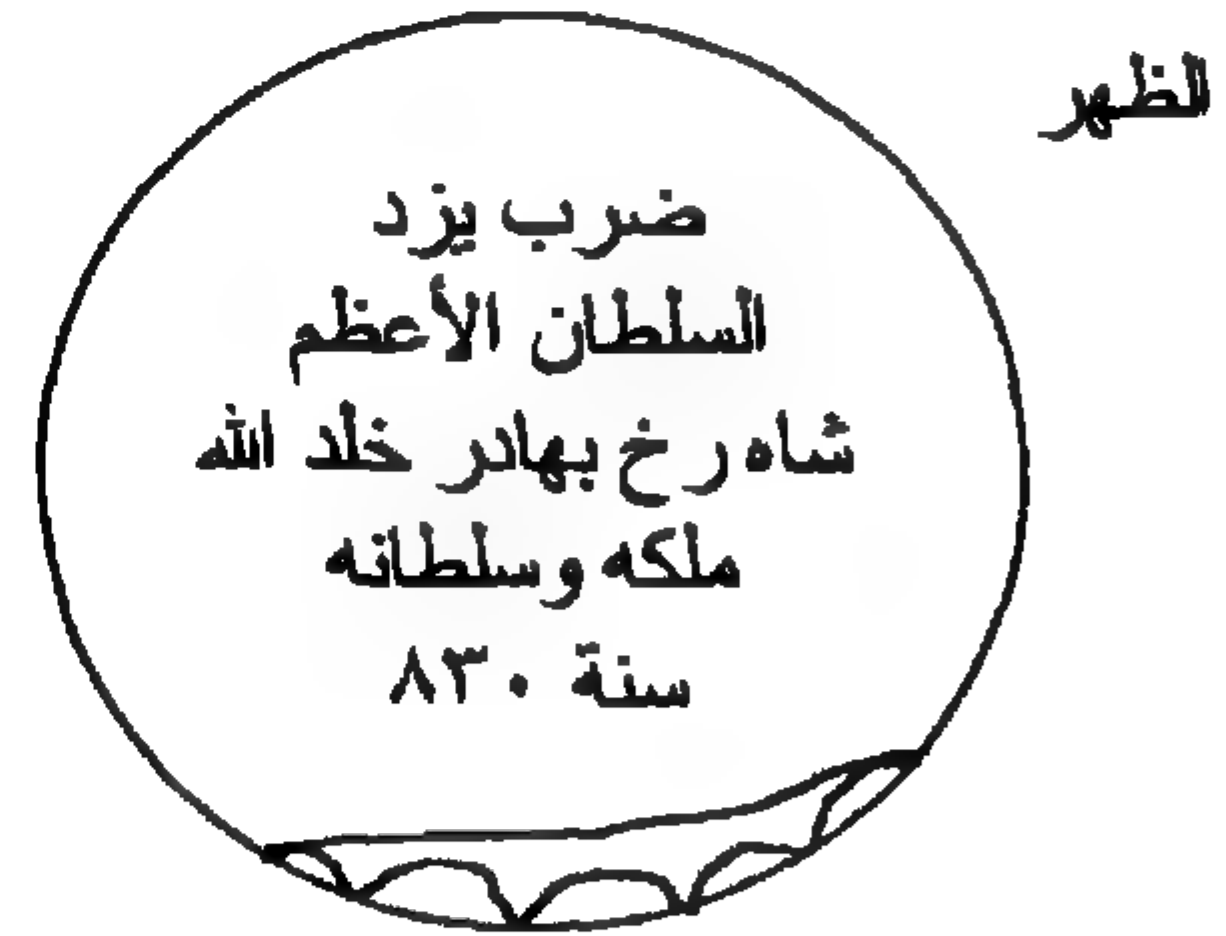 الظهر
ضرب يزد
السلطان الأعظم
شاه رخ بهادر خلد الله
ملكه وسلطانه
سنة ٨٣٠